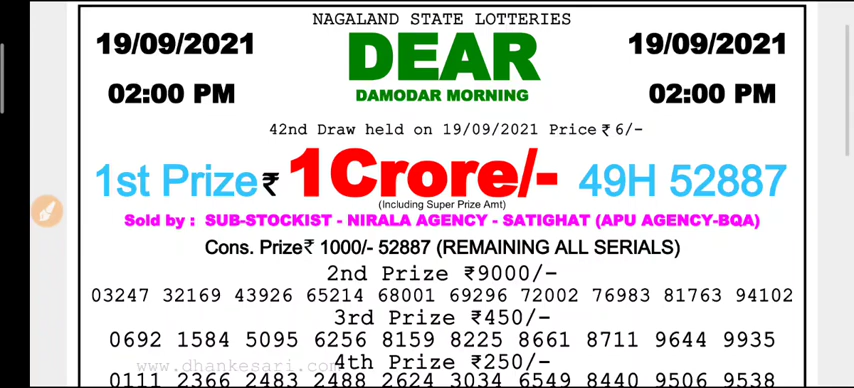 NAGALAND STATE LOTTERIES
19/09/2021 DEAR 19/09/2021
02:00 PM DAMODAR MORNING 02:00 PM
42nd Draw held on 19/09/2021 Price ₹ 6/-
1st Prize ₹ 1Crore/- 49H 52887
(Including Super Prize Amt)
Sold by : SUB-STOCKIST - NIRALA AGENCY - SATIGHAT (APU AGENCY-BQA)
Cons. Prize₹ 1000/- 52887 (REMAINING ALL SERIALS)
2nd Prize ₹9000/-
03247 32169 43926 65214 68001 69296 72002 76983 81763 94102
3rd Prize ₹450/-
0692 1584 5095 6256 8159 8225 8661 8711 9644 9935
www.dhankesari.com
4th Prize ₹250/-
0111 2366 2483 2488 2624 3034 6549 8440 9506 9538